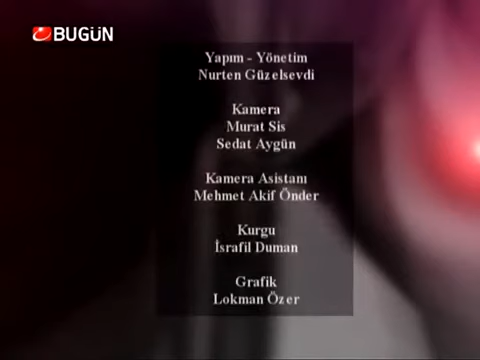 BUGÜN
Yapım - Yönetim
Nurten Güzelsevdi
Kamera
Murat Sis
Sedat Aygün
Kamera Asistanı
Mehmet Akif Önder
Kurgu
İsrafil Duman
Grafik
Lokman Özer